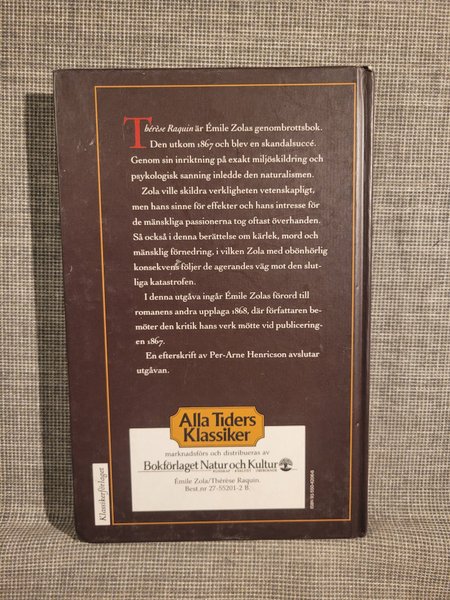 Thérèse Raquin är Émile Zolas genombrottsbok.
Den utkom 1867 och blev en skandalsuccé.
Genom sin inriktning på exakt miljöskildring och
psykologisk sanning inledde den naturalismen.
Zola ville skildra verkligheten vetenskapligt,
men hans sinne för effekter och hans intresse för
de mänskliga passionerna tog oftast överhanden.
Så också i denna berättelse om kärlek, mord och
mänsklig förnedring, i vilken Zola med obönhörlig
konsekvens följer de agerandes väg mot den slut-
liga katastrofen.
I denna utgåva ingår Émile Zolas förord till
romanens andra upplaga 1868, där författaren be-
möter den kritik hans verk mötte vid publicering-
en 1867.
En efterskrift av Per-Arne Henricson avslutar
utgåvan.
Alla Tiders
Klassiker
marknadsförs och distribueras av
Bokförlaget Natur och Kultur
Émile Zola/Thérèse Raquin.
Best.nr 27-55201-2 B.
Klassikerförlaget